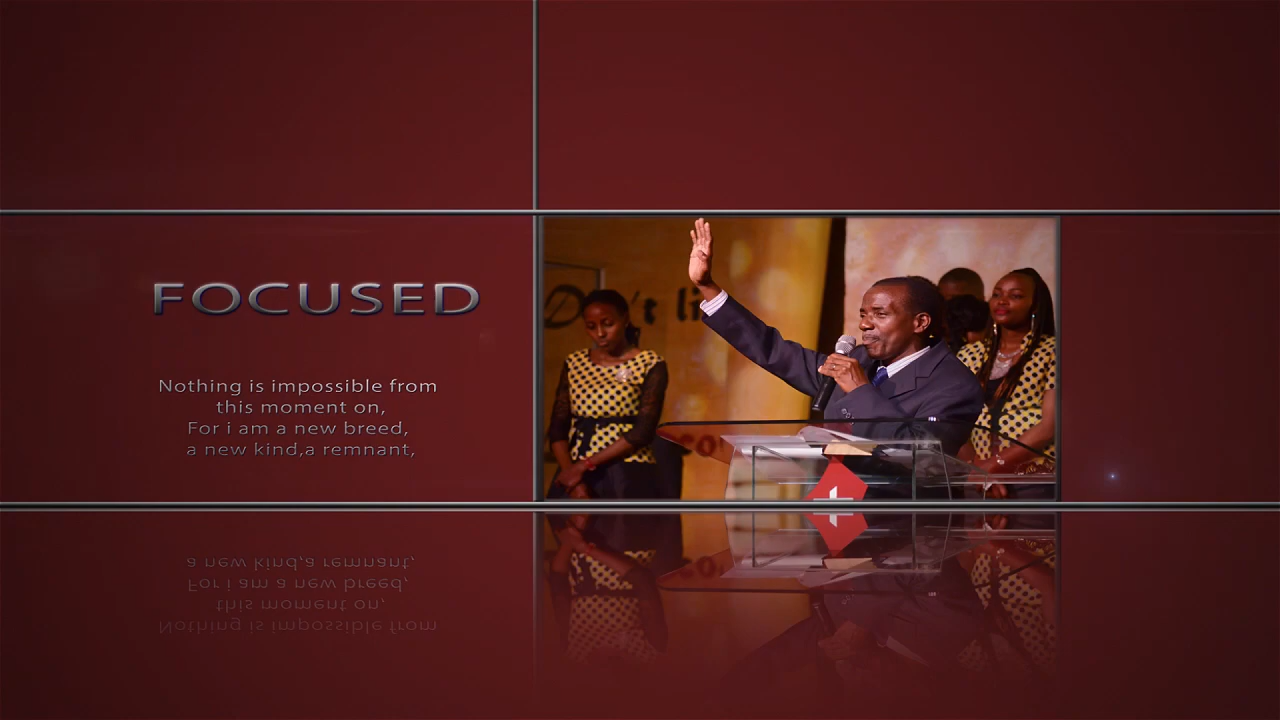 FOCUSED
Nothing is impossible from
this moment on,
For i am a new breed,
a new kind,a remnant,